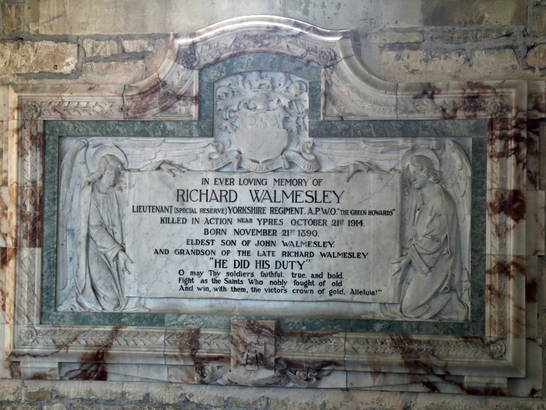 IN EVER LOVING MEMORY OF
RICHARD WALMESLEY
LIEUTENANT (SPECIAL RESERVE) YORKSHIRE REGIMENT. A.P.W.O. "THE GREEN HOWARDS"
KILLED IN ACTION NEAR YPRES OCTOBER 21ST 1914.
BORN NOVEMBER 21ST 1890.
ELDEST SON OF JOHN WALMESLEY.
AND GRANDSON OF THE LATE RICHARD WALMESLEY
"HE DID HIS DUTY"
O may Thy soldiers faithful, true, and bold,
Fight as the Saints Who nobly fought of old
And win, with them, the victor's crown of gold. Alleluia!"